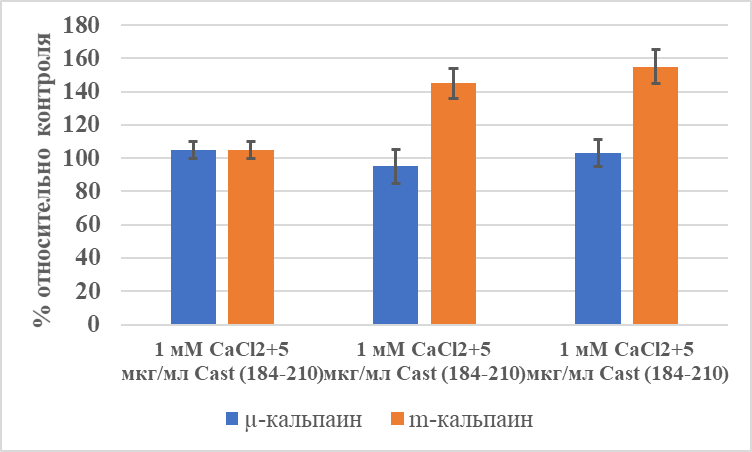 % относительно контроля
180
160
140
120
100
80
60
40
20
0
1 мМ CaCl2+5
мкг/мл Cast (184-210)
1 мМ CaCl2+5
мкг/мл Cast (184-210)
1 мМ CaCl2+5
мкг/мл Cast (184-210)
µ-кальпаин
m-кальпаин